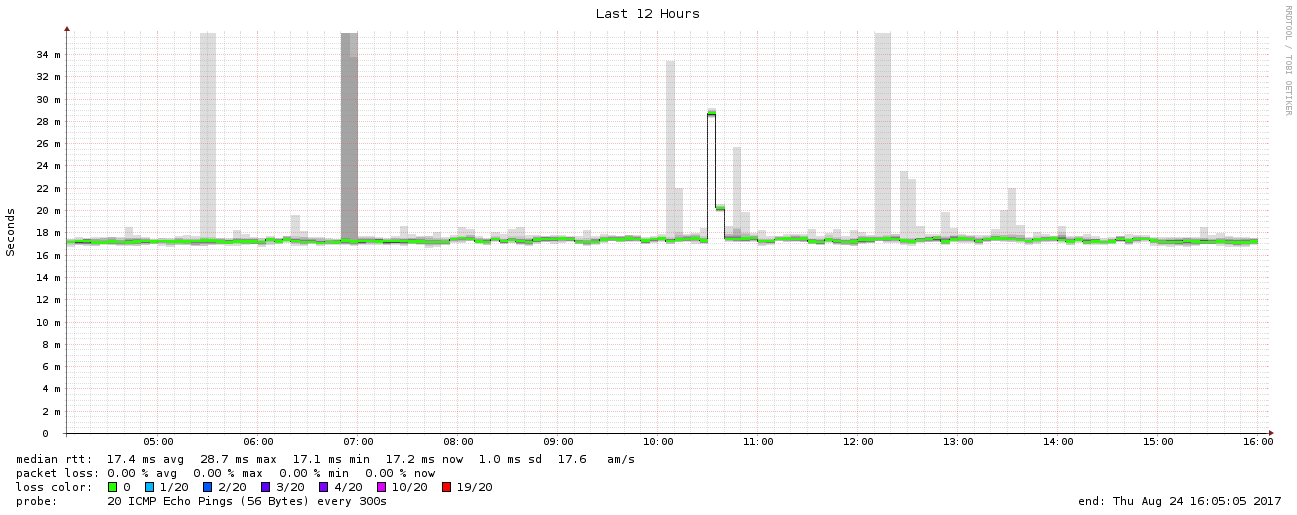 Last 12 Hours
RRDTOOL / TOBI OETIKER
Seconds
34 m
32 m
30 m
28 m
26 m
24 m
22 m
20 m
18 m
16 m
14 m
12 m
10 m
8 m
6 m
4 m
2 m
0
05:00 06:00 07:00 08:00 09:00 10:00 11:00 12:00 13:00 14:00 15:00 16:00
median rtt: 17.4 ms avg 28.7 ms max 17.1 ms min 17.2 ms now 1.0 ms sd 17.6 am/s
packet loss: 0.00 % avg 0.00 % max 0.00 % min 0.00 % now
loss color: 0 1/20 2/20 3/20 4/20 10/20 19/20
probe: 20 ICMP Echo Pings (56 Bytes) every 300s end: Thu Aug 24 16:05:05 2017